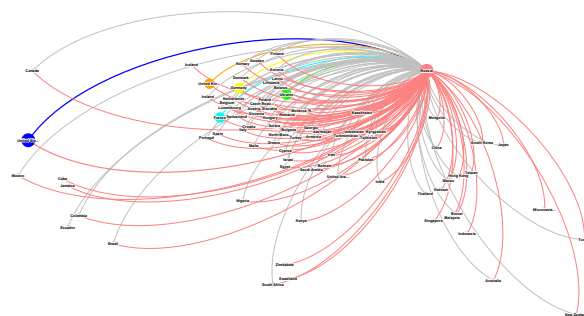 Finland
Sweden
Norway
Iceland
Canada
Russia
Estonia
Latvia
Denmark
Lithuania
United Kin...
Germany
Belarus
Ukraine
Ireland
Netherlands
Poland
Belgium
Czech Repu...
Luxembourg
Austria
Slovakia
Moldova, R...
Slovenia
Hungary
Romania
Kazakhstan
France
Switzerland
Mongolia
Croatia
Serbia
Bulgaria
Georgia
Azerbaijan
Uzbekistan
Kyrgyzstan
Spain
Italy
North Mace...
Turkey
Armenia
Turkmenistan
Tajikistan
Portugal
United Sta...
Greece
Malta
South Korea
Japan
China
Cyprus
Iran
Israel
Pakistan
Egypt
Bahrain
Saudi Arabia
Taiwan
Mexico
Cuba
United Ara...
Hong Kong
Macao
India
Jamaica
Vietnam
Thailand
Nigeria
Micronesia...
Colombia
Brunei
Malaysia
Kenya
Singapore
Ecuador
Indonesia
Brazil
Zimbabwe
Swaziland
Australia
South Africa
New Zealand